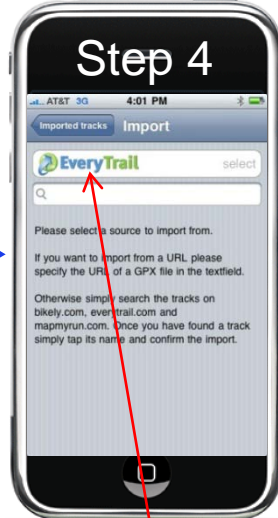 Step 4
AT&T 3G 4:01 PM
Imported tracks Import
EveryTrail select
Please select a source to import from.
If you want to import from a URL please
specify the URL of a GPX file in the textfield.
Otherwise simply search the tracks on
bikely.com, everytrail.com and
mapmyrun.com. Once you have found a track
simply tap its name and confirm the import.